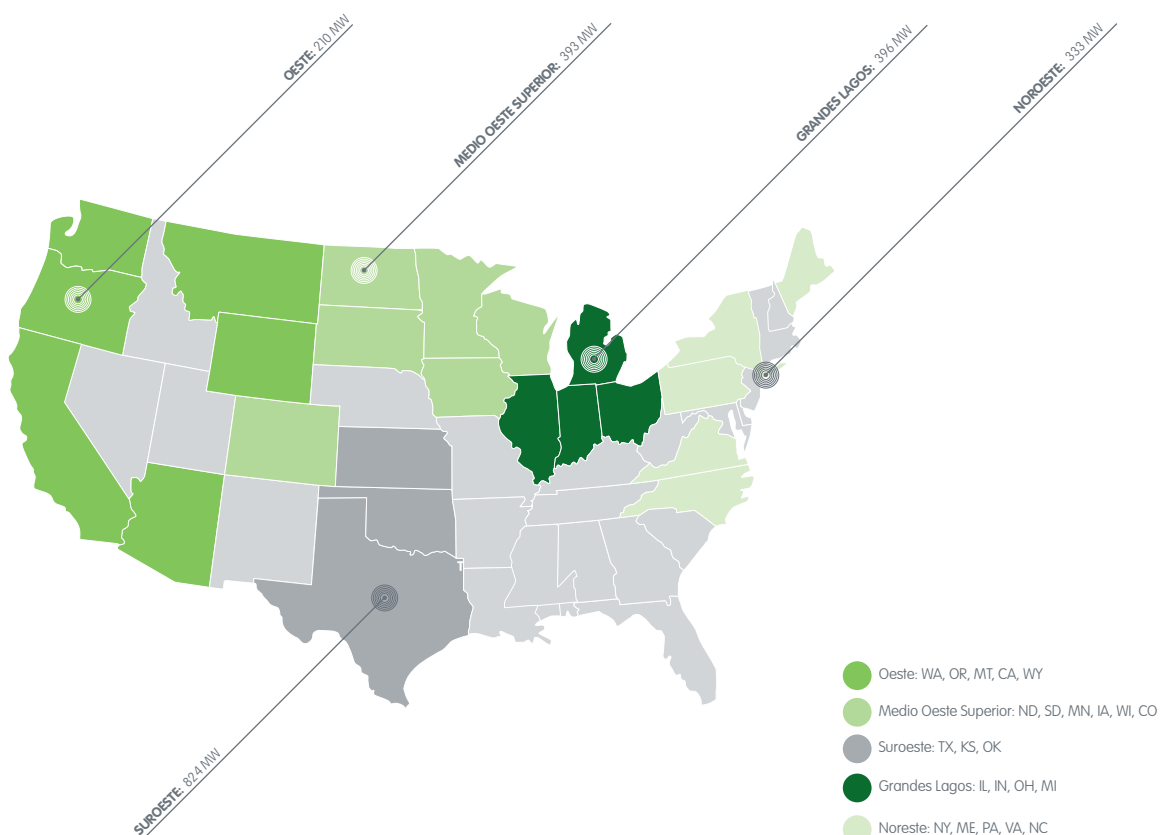 OESTE: 210 MW
MEDIO OESTE SUPERIOR: 393 MW
GRANDES LAGOS: 396 MW
NOROESTE: 333 MW
T
SUROESTE: 824 MW
Oeste: WA, OR, MT, CA, WY
Medio Oeste Superior: ND, SD, MN, IA, WI, CO
Suroeste: TX, KS, OK
Grandes Lagos: IL, IN, OH, MI
Noreste: NY, ME, PA, VA, NC